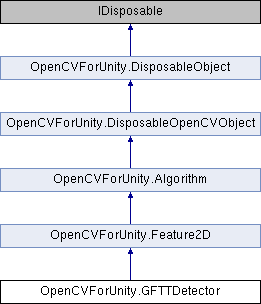 IDisposable
OpenCVForUnity.DisposableObject
OpenCVForUnity.DisposableOpenCVObject
OpenCVForUnity.Algorithm
OpenCVForUnity.Feature2D
OpenCVForUnity.GFTTDetector